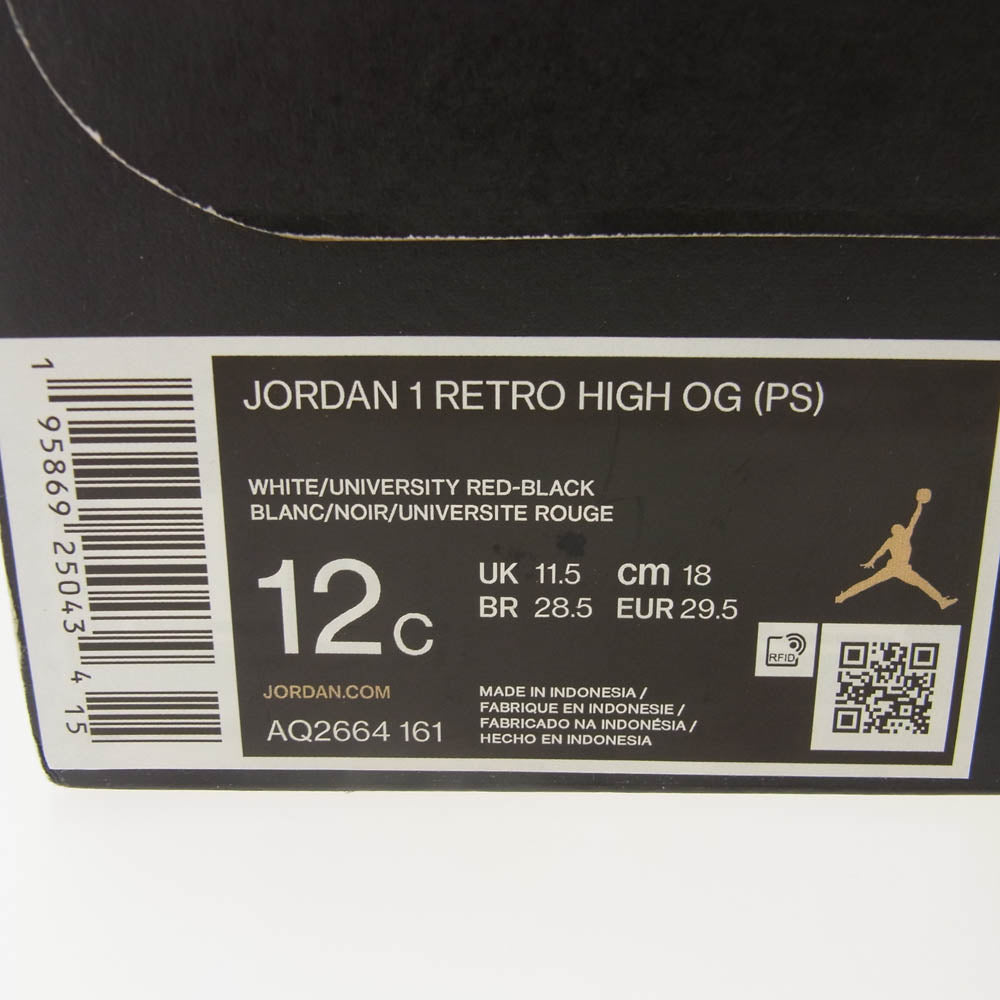 JORDAN 1 RETRO HIGH OG (PS)
WHITE/UNIVERSITY RED-BLACK
BLANC/NOIR/UNIVERSITE ROUGE
12C
UK 11.5 cm 18
BR 28.5 EUR 29.5
JORDAN.COM
AQ2664 161
MADE IN INDONESIA /
FABRIQUE EN INDONESIE /
FABRICADO NA INDONÉSIA /
HECHO EN INDONESIA
RFID
1 95869 25043 4 15